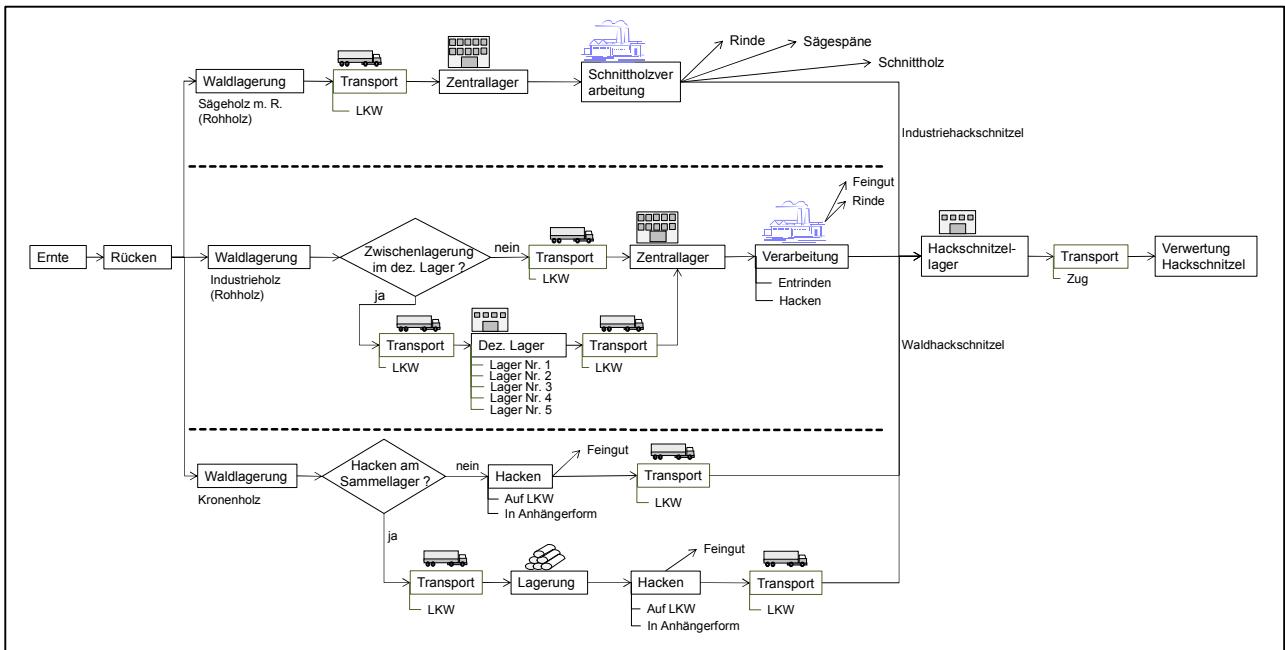 Rinde
Sägespäne
Schnittholz
Waldlagerung
Transport
Zentrallager
Schnittholzver
arbeitung
Sägeholz m. R.
(Rohholz)
LKW
Industriehackschnitzel
Feingut
Rinde
Ernte
Rücken
Waldlagerung
Industrieholz
(Rohholz)
Zwischenlagerung
im dez. Lager ?
nein
ja
Transport
LKW
Zentrallager
Verarbeitung
Entrinden
Hacken
Hackschnitzel-
lager
Transport
Zug
Verwertung
Hackschnitzel
Transport
LKW
Dez. Lager
Lager Nr. 1
Lager Nr. 2
Lager Nr. 3
Lager Nr. 4
Lager Nr. 5
Transport
LKW
Waldhackschnitzel
Waldlagerung
Kronenholz
Hacken am
Sammellager ?
nein
ja
Hacken
Auf LKW
In Anhängerform
Feingut
Transport
LKW
Transport
LKW
Lagerung
Hacken
Auf LKW
In Anhängerform
Feingut
Transport
LKW